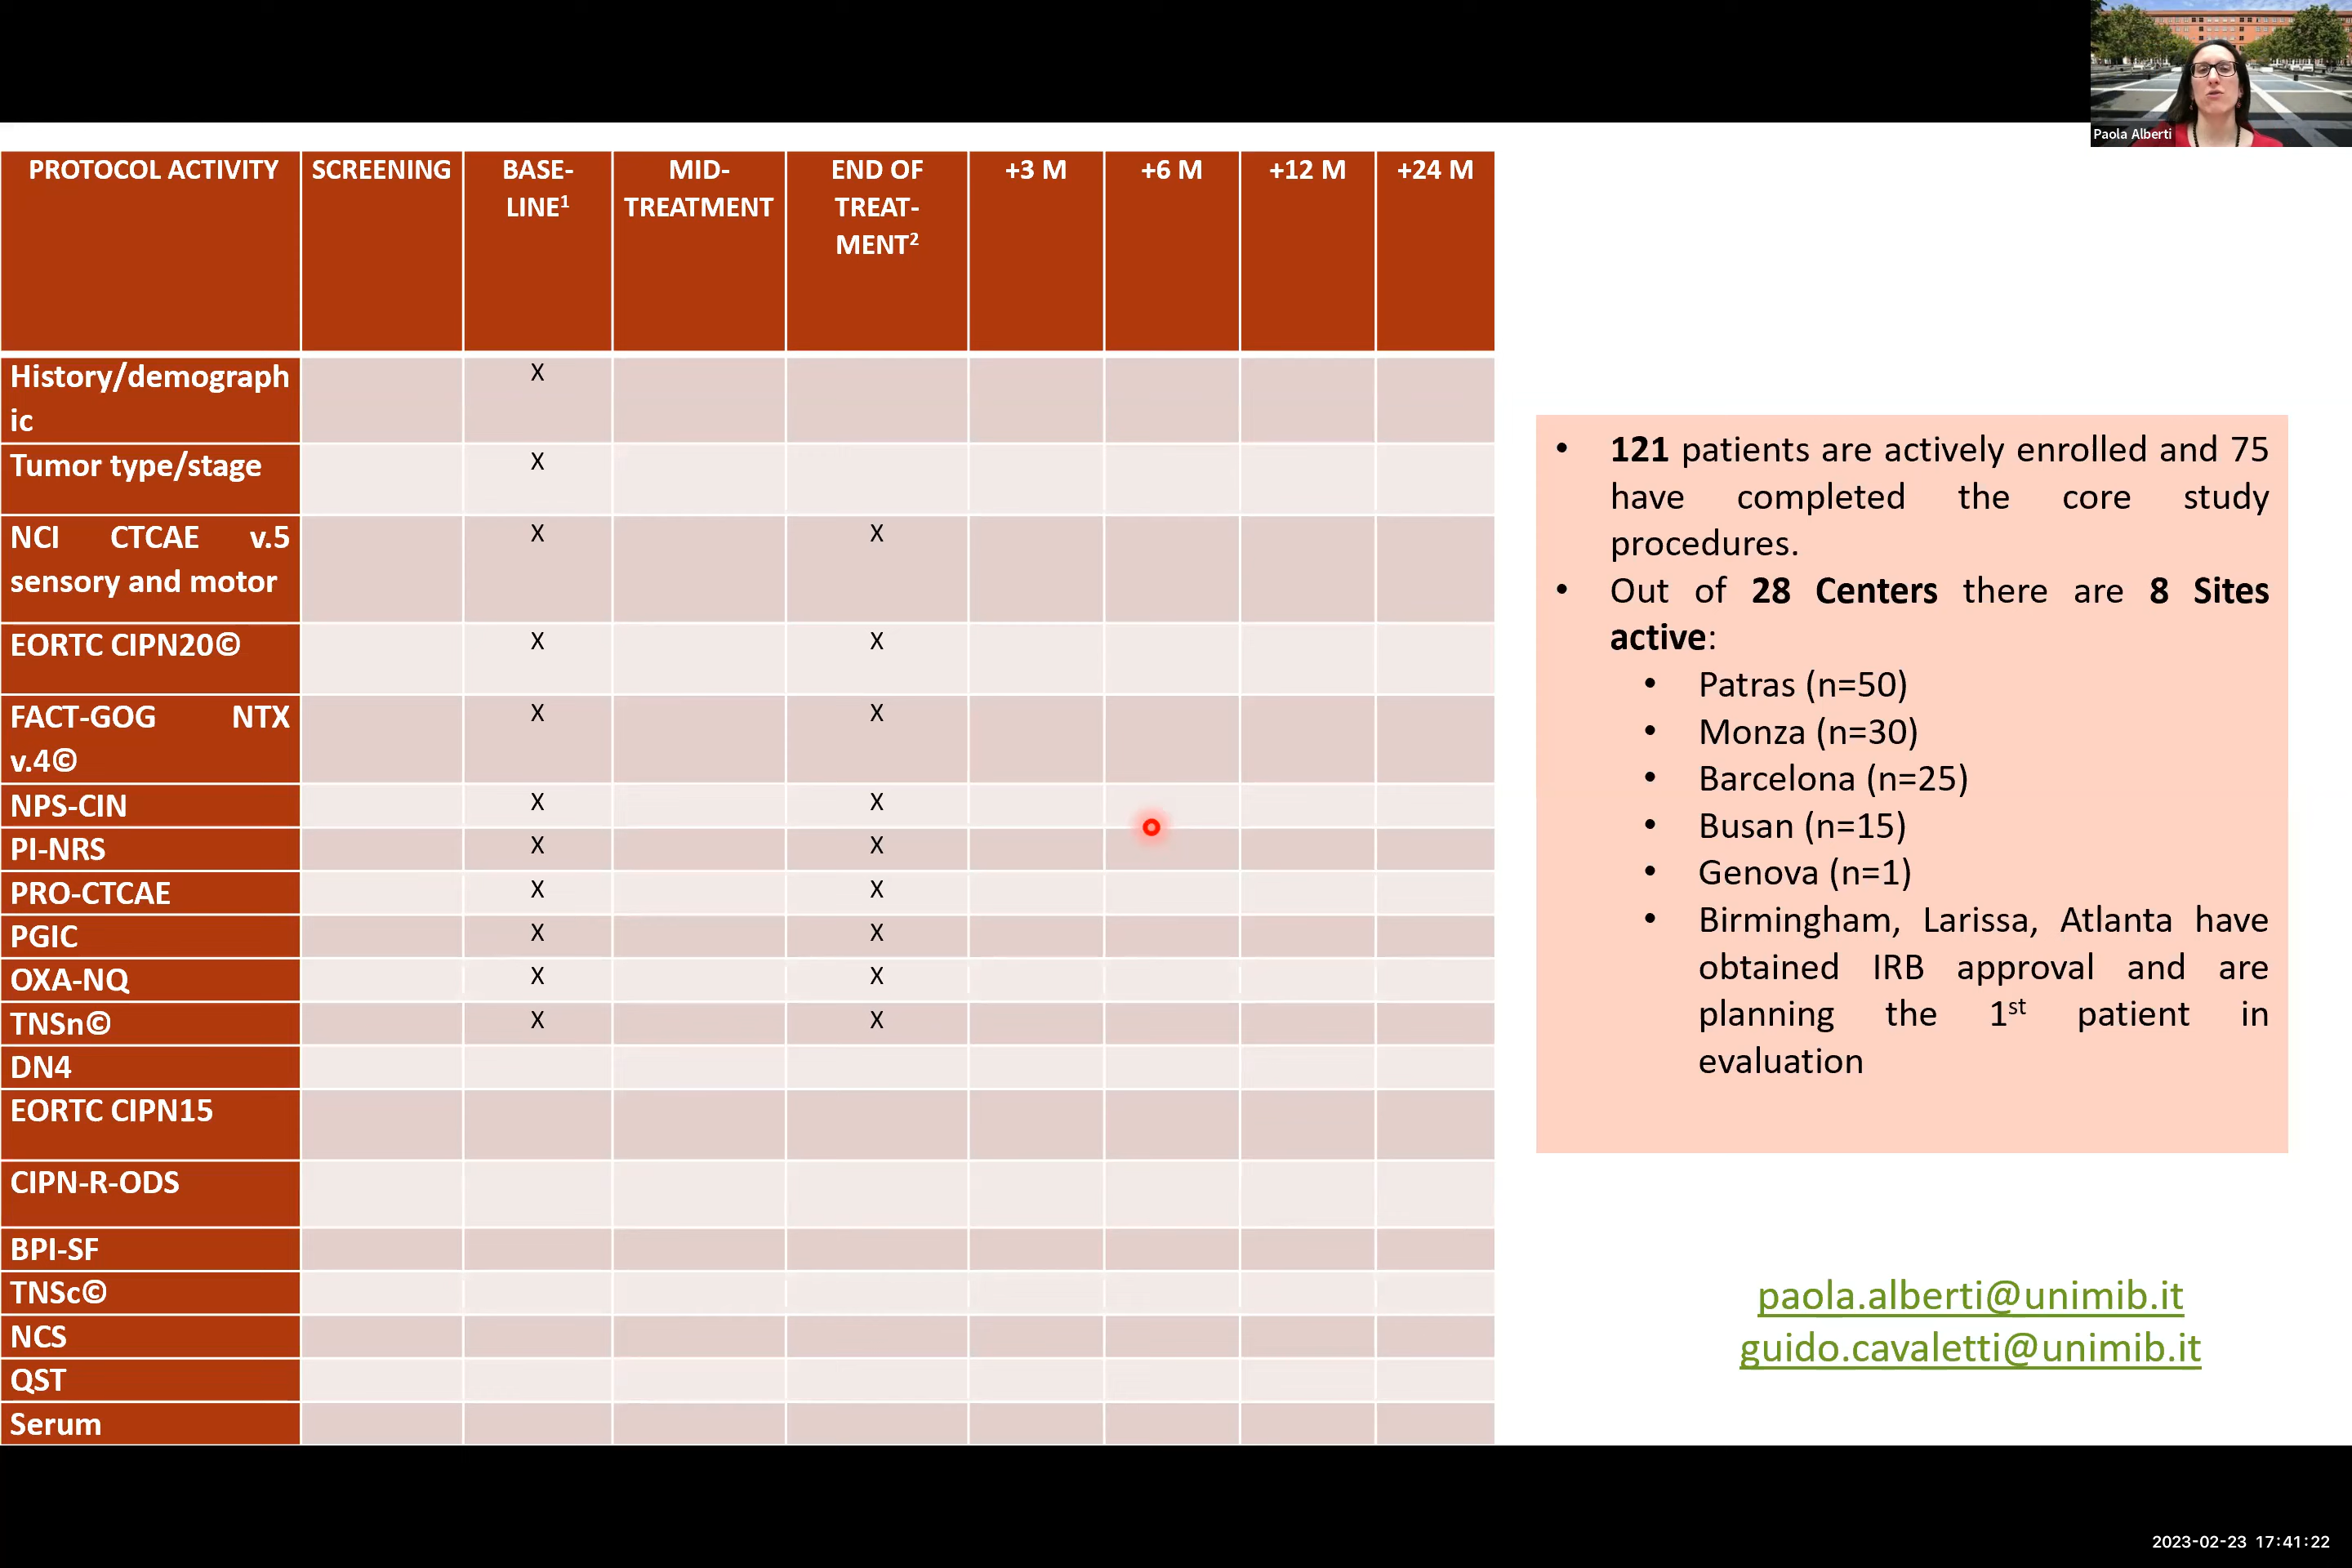 Paola Alberti
PROTOCOL ACTIVITY SCREENING BASE- MID- END OF +3 M +6 M +12 M +24 M
LINE¹ TREATMENT TREAT-
MENT²
History/demograph X
ic
Tumor type/stage X
NCI CTCAE v.5 X X
sensory and motor
EORTC CIPN20© X X
FACT-GOG NTX X X
v.4©
NPS-CIN X X
PI-NRS X X
PRO-CTCAE X X
PGIC X X
OXA-NQ X X
TNSn© X X
DN4
EORTC CIPN15
CIPN-R-ODS
BPI-SF
TNSc©
NCS
QST
Serum
• 121 patients are actively enrolled and 75
have completed the core study
procedures.
• Out of 28 Centers there are 8 Sites
active:
• Patras (n=50)
• Monza (n=30)
• Barcelona (n=25)
• Busan (n=15)
• Genova (n=1)
• Birmingham, Larissa, Atlanta have
obtained IRB approval and are
planning the 1st patient in
evaluation
paola.alberti@unimib.it
guido.cavaletti@unimib.it
2023-02-23 17:41:22